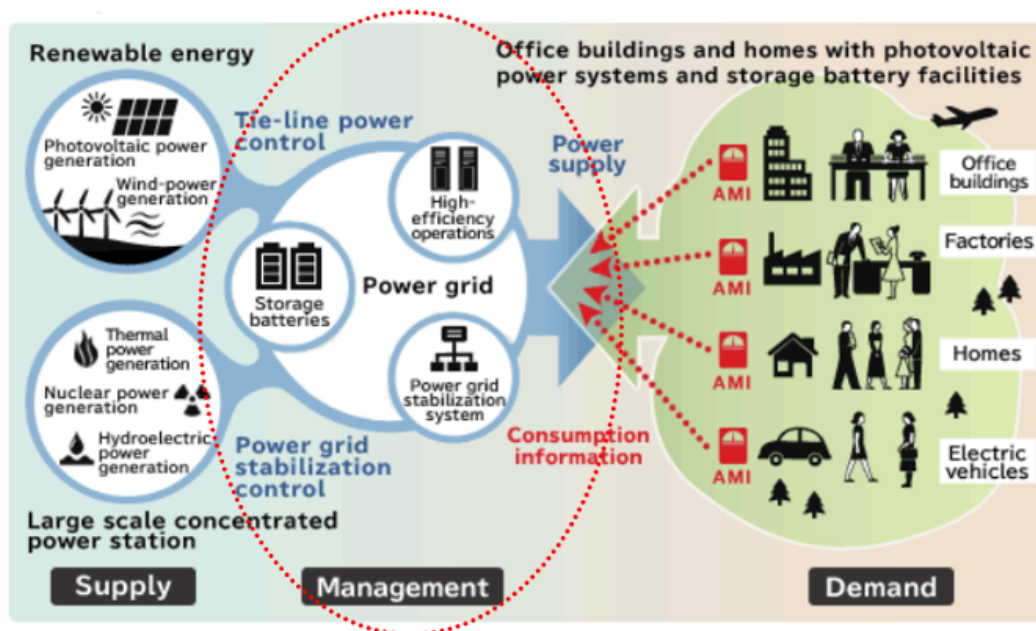 Renewable energy
Photovoltaic power
generation
Wind-power
generation
Thermal
power
generation
Nuclear power
generation
Hydroelectric
power
generation
Large scale concentrated
power station
Supply
Tie-line power
control
High-
efficiency
operations
Storage
batteries
Power grid
Power grid
stabilization
system
Power grid
stabilization
control
Management
Power
supply
Consumption
information
Office buildings and homes with photovoltaic
power systems and storage battery facilities
AMI
Office
buildings
AMI
Factories
AMI
Homes
AMI
Electric
vehicles
Demand